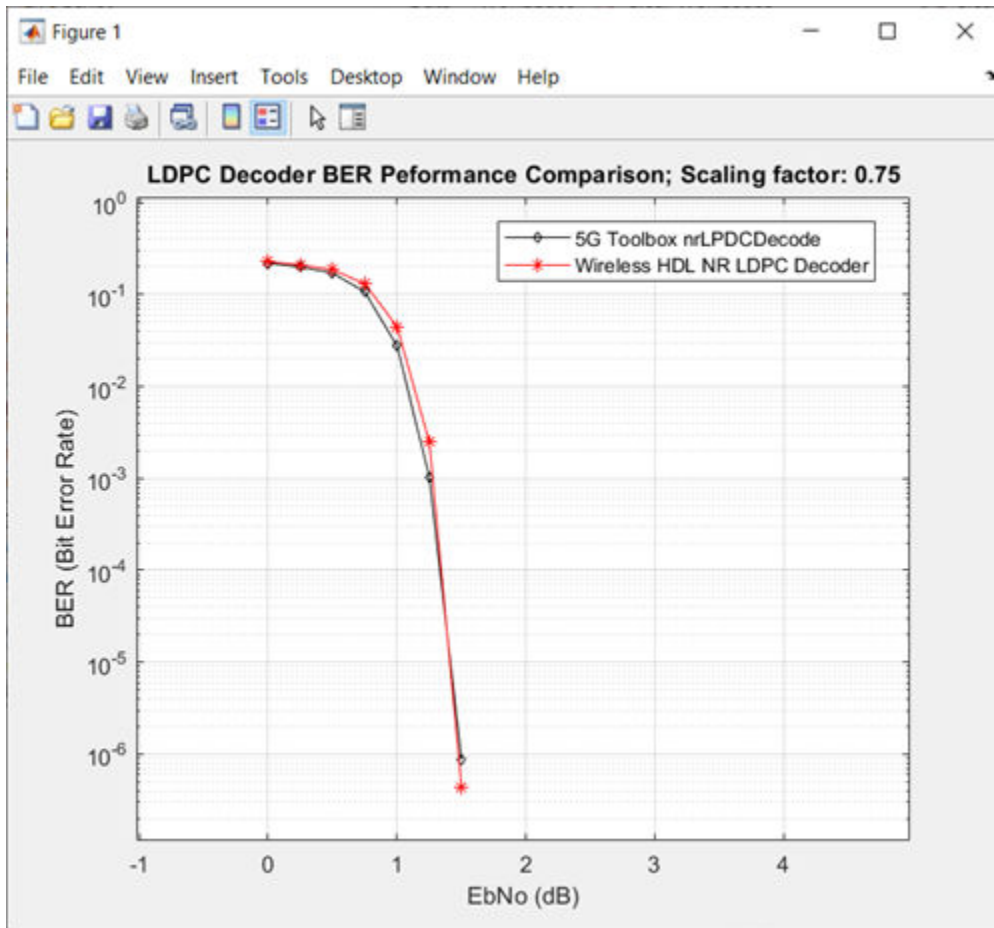 Figure 1
File Edit View Insert Tools Desktop Window Help
LDPC Decoder BER Peformance Comparison; Scaling factor: 0.75
5G Toolbox nrLPDCDecode
Wireless HDL NR LDPC Decoder
BER (Bit Error Rate)
10^0
10^-1
10^-2
10^-3
10^-4
10^-5
10^-6
-1 0 1 2 3 4
EbNo (dB)